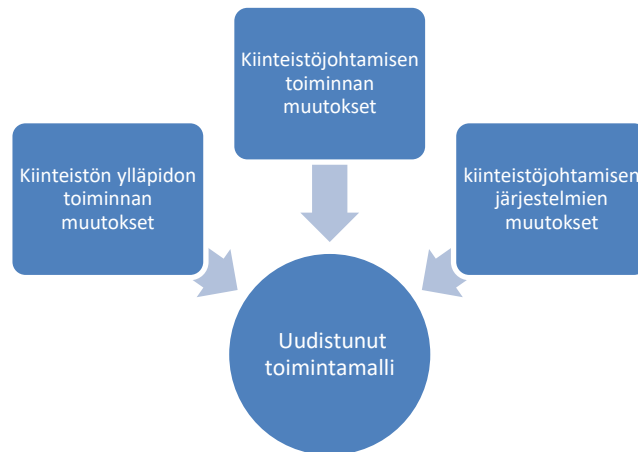 Kiinteistöjohtamisen
toiminnan
muutokset
Kiinteistön ylläpidon
toiminnan
muutokset
kiinteistöjohtamisen
järjestelmien
muutokset
Uudistunut
toimintamalli